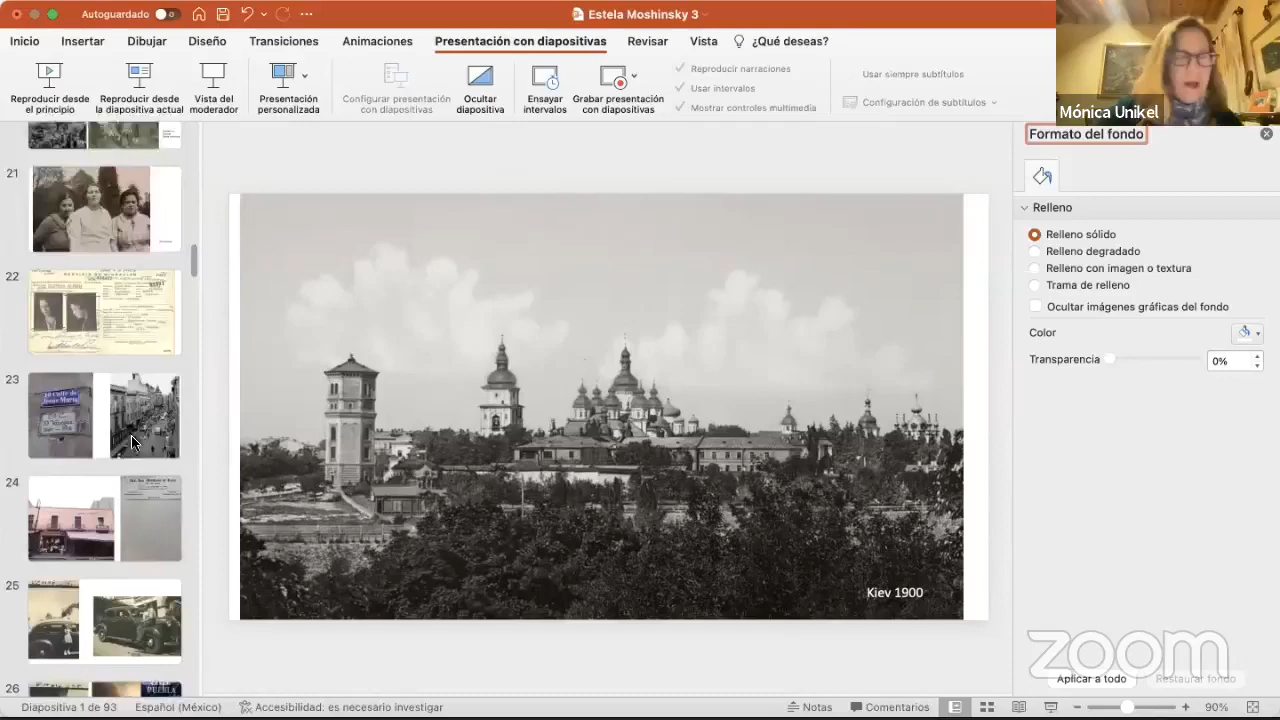 Autoguardado
Estela Moshinsky 3
Inicio
Insertar
Dibujar
Diseño
Transiciones
Animaciones
Presentación con diapositivas
Revisar
Vista
¿Qué deseas?
Reproducir desde
el principio
Reproducir desde
la diapositiva actual
Vista del
moderador
Presentación
personalizada
Configurar presentación
con diapositivas
Ocultar
diapositiva
Ensayar
intervalos
Grabar presentación
con diapositivas
Reproducir narraciones
Usar intervalos
Mostrar controles multimedia
Usar siempre subtítulos
Configuración de subtítulos
Mónica Unikel
Formato del fondo
Relleno
Relleno sólido
Relleno degradado
Relleno con imagen o textura
Trama de relleno
Ocultar imágenes gráficas del fondo
Color
Transparencia
0%
21
22
23
24
25
26
PUEBLA
Kiev 1900
zoom
Aplicar a todo
Restaurar fondo
Diapositiva 1 de 93
Español (México)
Accesibilidad: es necesario investigar
Notas
Comentarios
90%